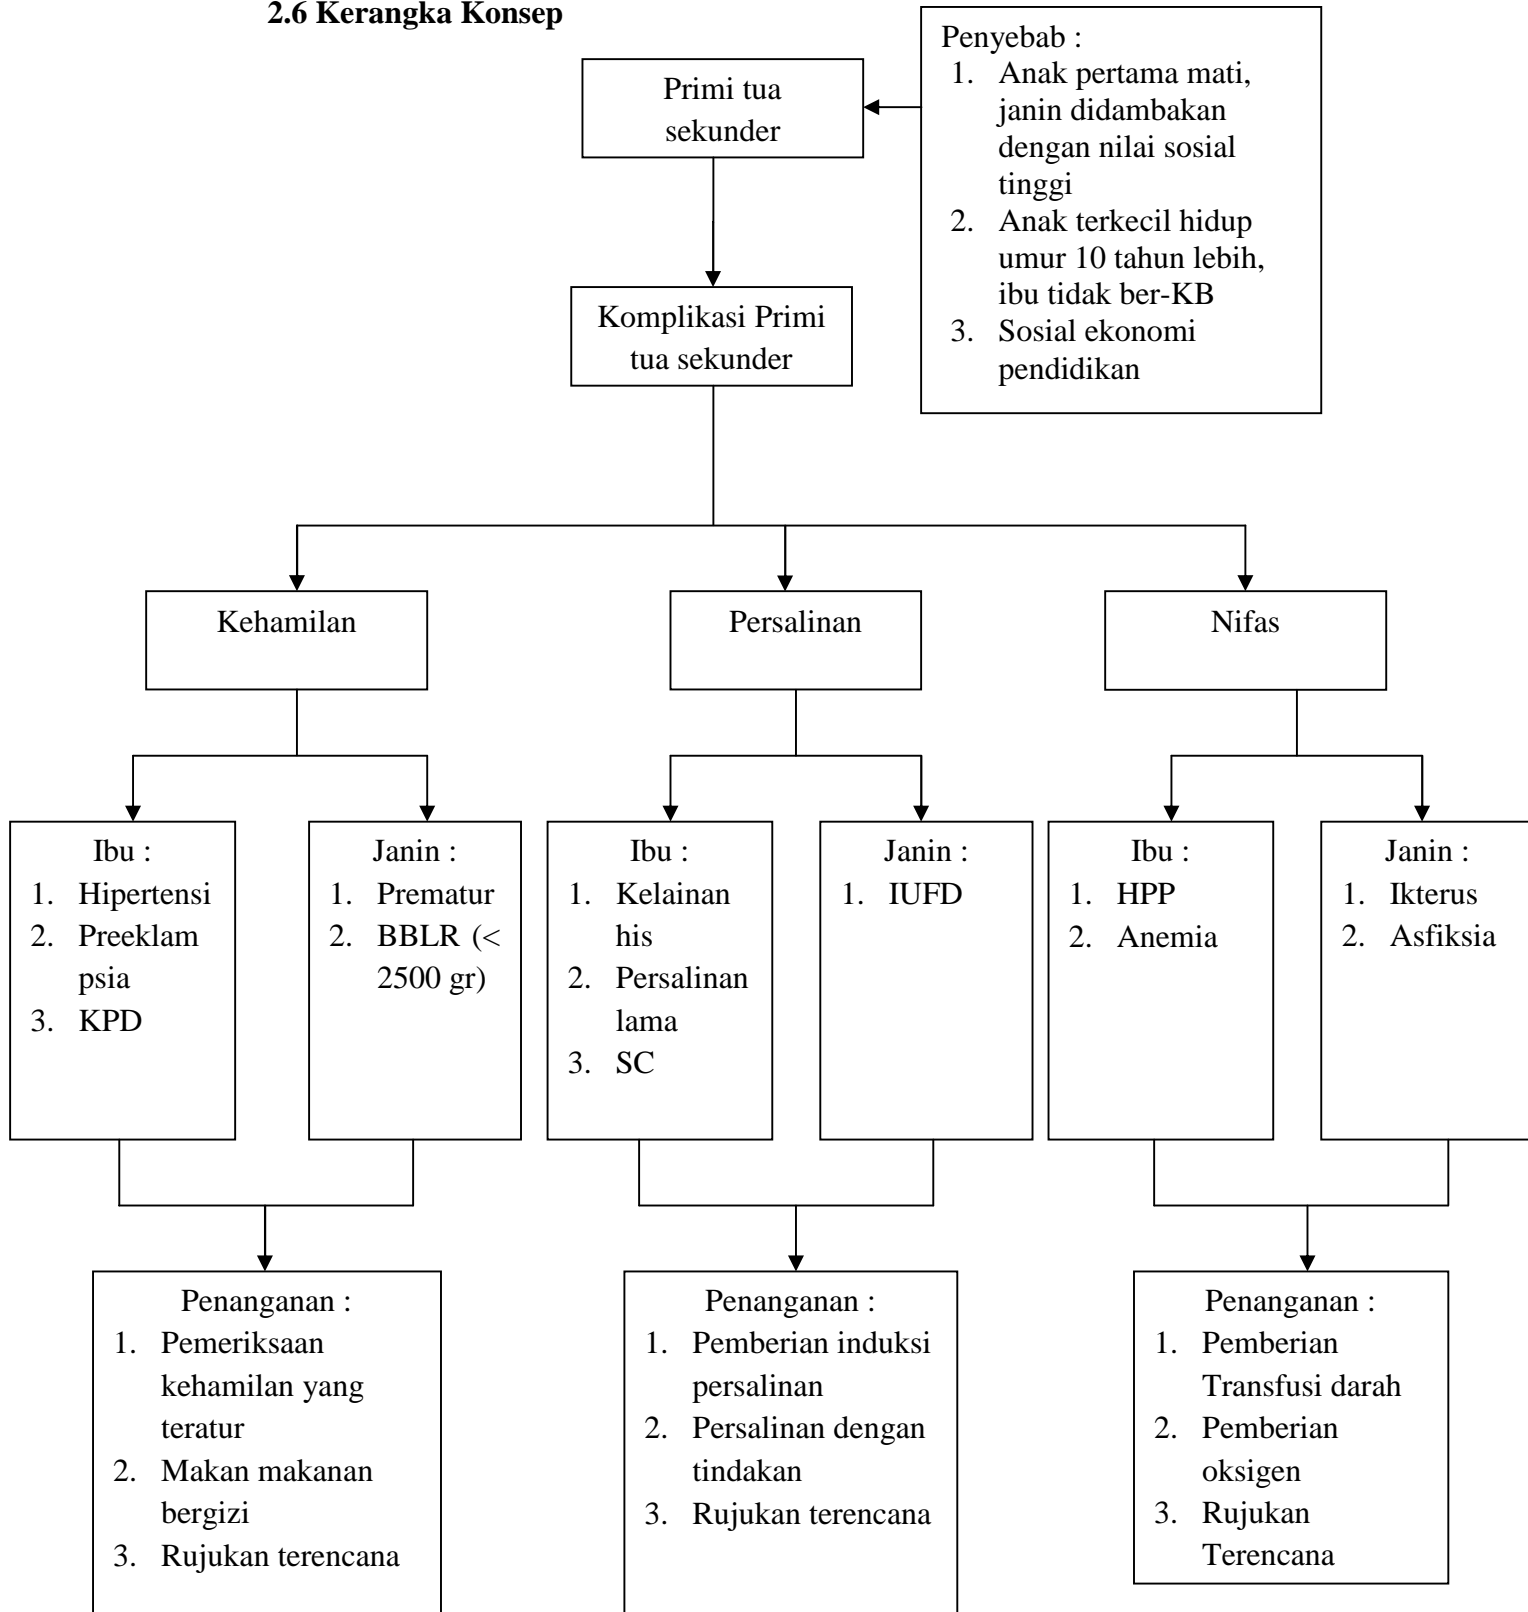 2.6 Kerangka Konsep
Primi tua
sekunder
Penyebab :
1. Anak pertama mati,
janin didambakan
dengan nilai sosial
tinggi
2. Anak terkecil hidup
umur 10 tahun lebih,
ibu tidak ber-KB
3. Sosial ekonomi
pendidikan
Komplikasi Primi
tua sekunder
Kehamilan
Persalinan
Nifas
Ibu :
1. Hipertensi
2. Preeklam
psia
3. KPD
Janin :
1. Prematur
2. BBLR (<
2500 gr)
Ibu :
1. Kelainan
his
2. Persalinan
lama
3. SC
Janin :
1. IUFD
Ibu :
1. HPP
2. Anemia
Janin :
1. Ikterus
2. Asfiksia
Penanganan :
1. Pemeriksaan
kehamilan yang
teratur
2. Makan makanan
bergizi
3. Rujukan terencana
Penanganan :
1. Pemberian induksi
persalinan
2. Persalinan dengan
tindakan
3. Rujukan terencana
Penanganan :
1. Pemberian
Transfusi darah
2. Pemberian
oksigen
3. Rujukan
Terencana